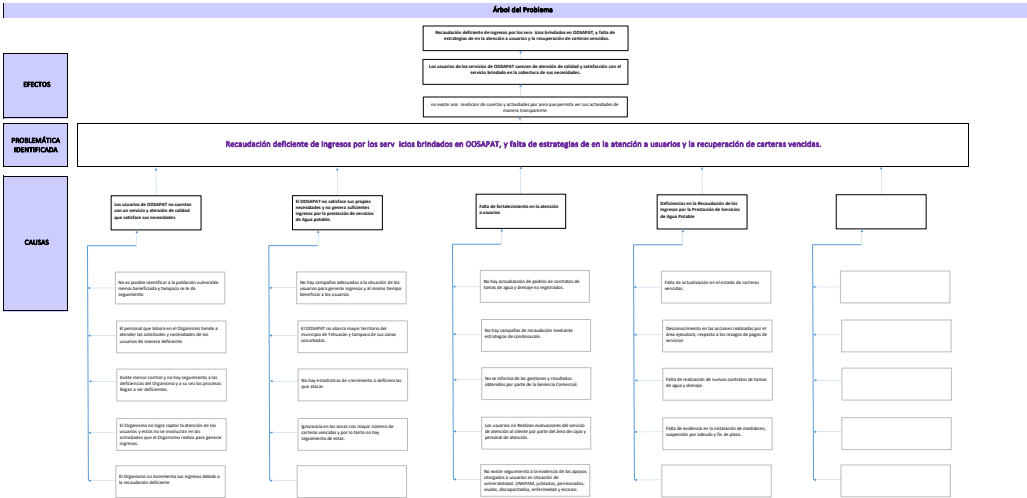 Árbol del Problema
Recaudación deficiente de Ingresos por los serv icios brindados en OOSAPAT, y falta de
estrategias de en la atención a usuarios y la recuperación de carteras vencidas.
EFECTOS
Los usuarios de los servicios de OOSAPAT carecen de atención de calidad y satisfacción con el
servicio brindado en la cobertura de sus necesidades.
no existe una rendicion de cuentas y actividades por area que permita ver sus actividades de
manera transparente.
PROBLEMÁTICA
IDENTIFICADA
Recaudación deficiente de Ingresos por los serv icios brindados en OOSAPAT, y falta de estrategias de en la atención a usuarios y la recuperación de carteras vencidas.
CAUSAS
Los usuarios de OOSAPAT no cuentan
con un servicio y atención de calidad
que satisface sus necesidades
No es posible identificar a la población vulnerable
menos beneficiada y tampoco se le da
seguimiento
El personal que labora en el Organismo tiende a
atender las solicitudes y necesidades de los
usuarios de manera deficiente.
Existe menor control y no hay seguimiento a las
deficiencias del Organismo y a su vez los procesos
llegan a ser deficientes.
El Organismo no logra captar la atención de los
usuarios y estos no se involucran en las
actividades que el Organismo realiza para generar
ingresos.
El Organismo no incrementa sus ingresos debido a
la recaudación deficiente
El OOSAPAT no satisface sus propias
necesidades y no genera suficientes
ingresos por la prestación de servicios
de Agua potable.
No hay campañas adecuadas a la situación de los
usuarios para generar ingresos y al mismo tiempo
beneficiar a los usuarios
El OOSAPAT no abarca mayor territorio del
municipio de Tehuacán y tampoco de sus zonas
conurbadas.
No hay estadísticas de crecimiento o deficiencias
que atacar.
Ignorancia en las zonas con mayor número de
carteras vencidas y por lo tanto no hay
seguimiento de estas.
Falta de fortalecimiento en la atención
a usuarios
No hay actualización de padrón de contratos de
tomas de agua y drenaje no registrados.
No hay campañas de recaudación mediante
estrategias de condonación.
No se informa de las gestiones y resultados
obtenidos por parte de la Gerencia Comercial.
Los usuarios no Realizan evaluaciones del servicio
de atención al cliente por parte del área de cajas y
personal de atención.
No existe seguimiento a la evidencia de los apoyos
otorgados a usuarios en situación de
vulnerabilidad. (INAPAM, jubilados, pensionados,
viudas, discapacitados, enfermedad y escasos
Deficiencias en la Recaudación de los
Ingresos por la Prestación de Servicios
de Agua Potable
Falta de actualización en el estado de carteras
vencidas.
Desconocimiento en las acciones realizadas por el
área ejecutora, respecto a los rezagos de pagos de
servicios
Falta de realización de nuevos contratos de tomas
de agua y drenaje.
Falta de evidencia en la instalación de medidores,
suspensión por adeudo y fin de plazo.